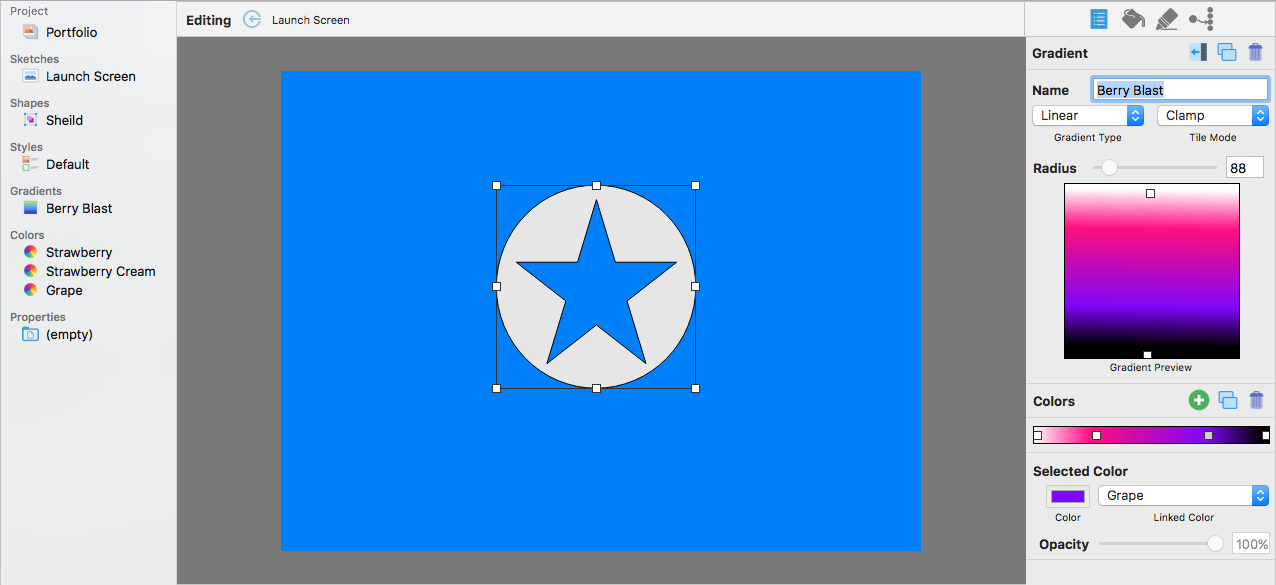 Project
Portfolio
Sketches
Launch Screen
Shapes
Sheild
Styles
Default
Gradients
Berry Blast
Colors
Strawberry
Strawberry Cream
Grape
Properties
(empty)
Editing Launch Screen
Gradient
Name Berry Blast
Linear Clamp
Gradient Type Tile Mode
Radius 88
Gradient Preview
Colors
Selected Color
Grape
Color Linked Color
Opacity 100%